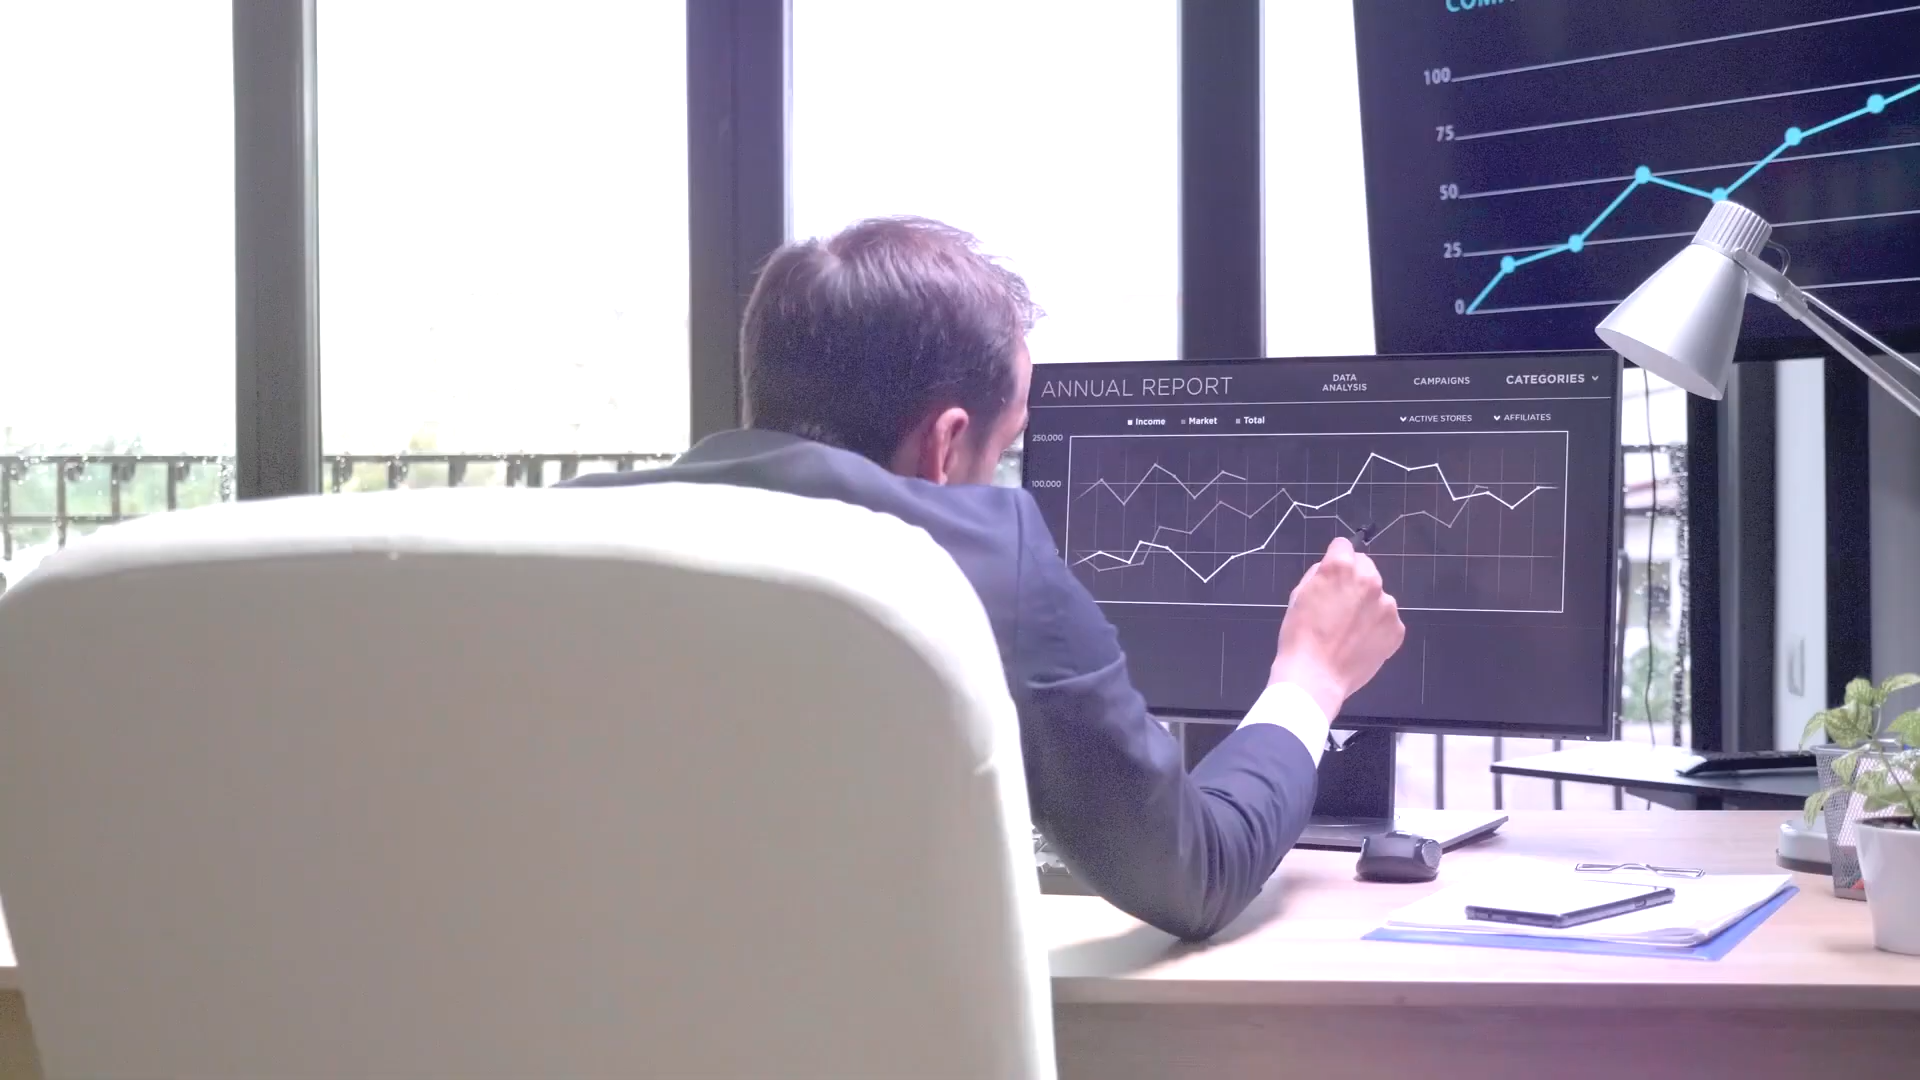 100
75
50
25
0
ANNUAL REPORT
DATA
ANALYSIS
CAMPAIGNS
CATEGORIES
Income
Market
Total
ACTIVE STORES
AFFILIATES
250,000
100,000